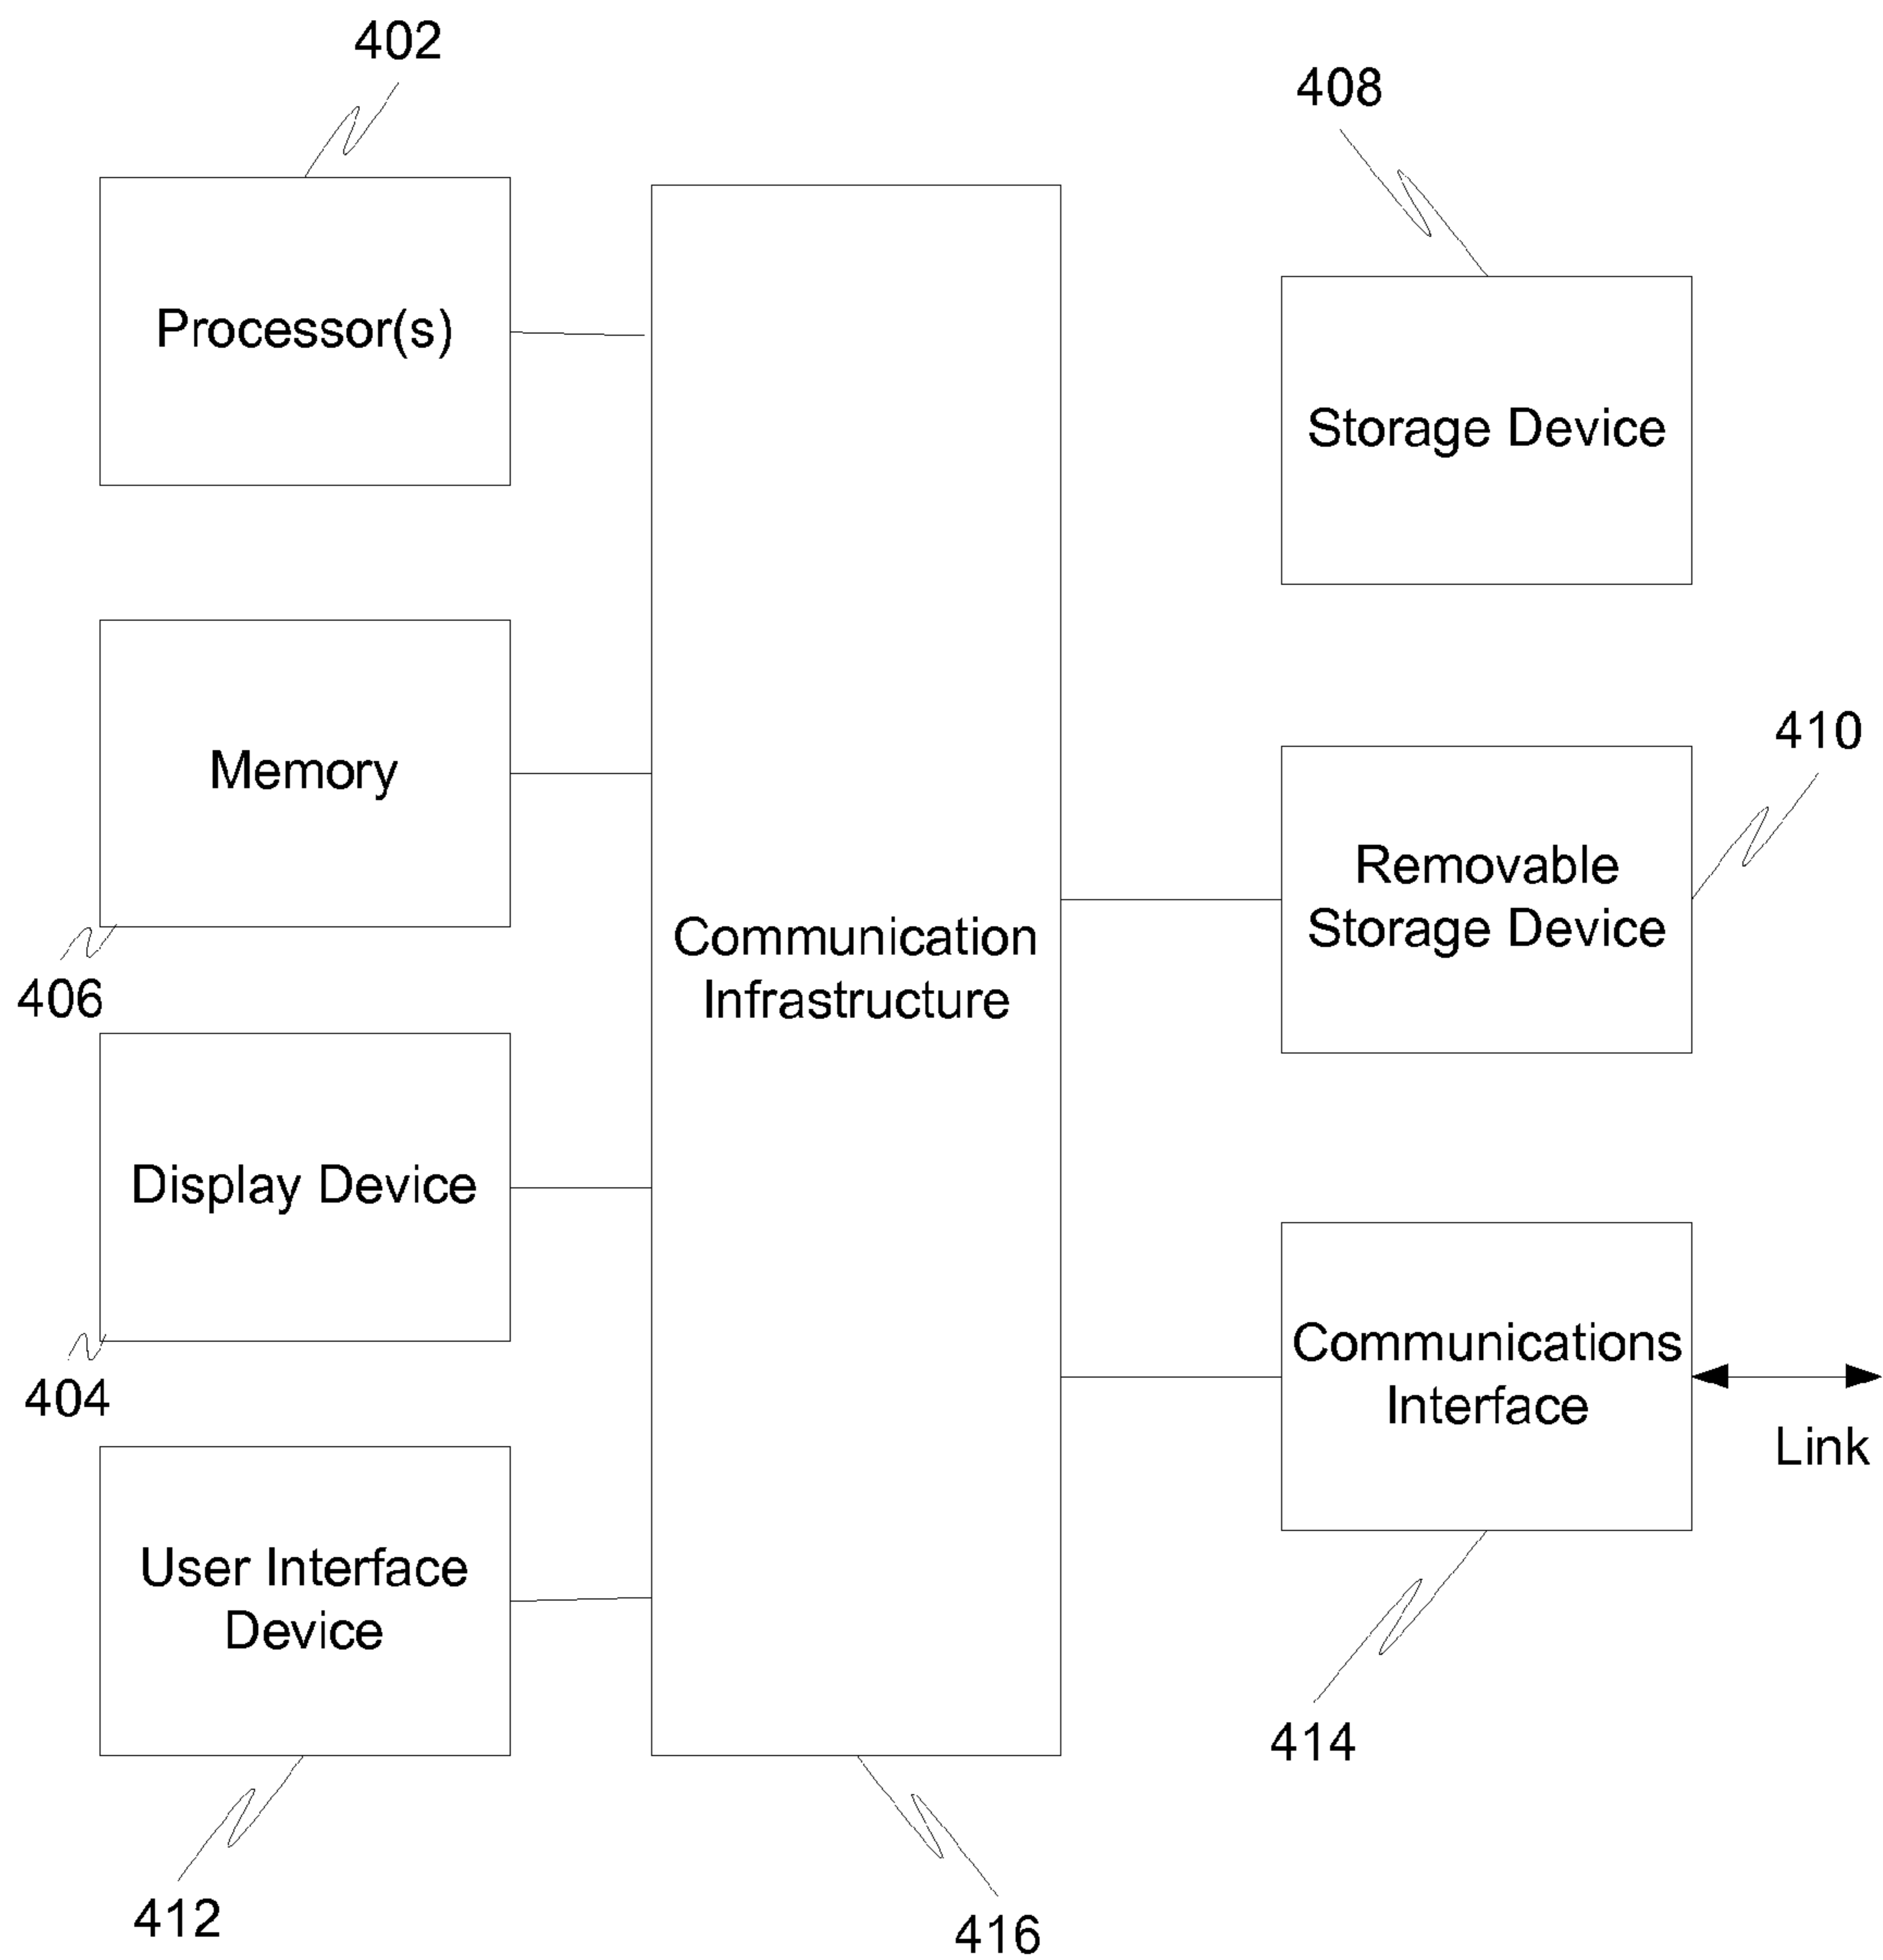 402
408
Processor(s)
Storage Device
410
Memory
Removable
Storage Device
406
Communication
Infrastructure
Display Device
Communications
Interface
404
Link
User Interface
Device
414
412
416